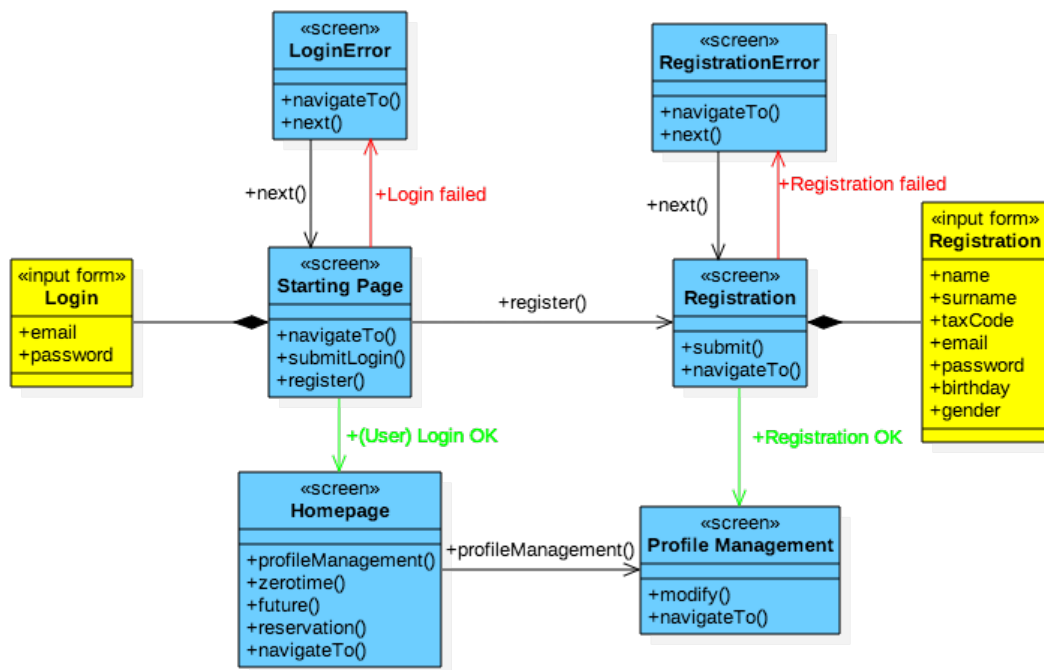 «screen»
LoginError
+navigateTo()
+next()
«screen»
RegistrationError
+navigateTo()
+next()
+next()
+Login failed
+next()
+Registration failed
«input form»
Login
+email
+password
«screen»
Starting Page
+navigateTo()
+submitLogin()
+register()
+register()
«screen»
Registration
+submit()
+navigateTo()
«input form»
Registration
+name
+surname
+taxCode
+email
+password
+birthday
+gender
+(User) Login OK
+Registration OK
«screen»
Homepage
+profileManagement()
+zerotime()
+future()
+reservation()
+navigateTo()
+profileManagement()
«screen»
Profile Management
+modify()
+navigateTo()